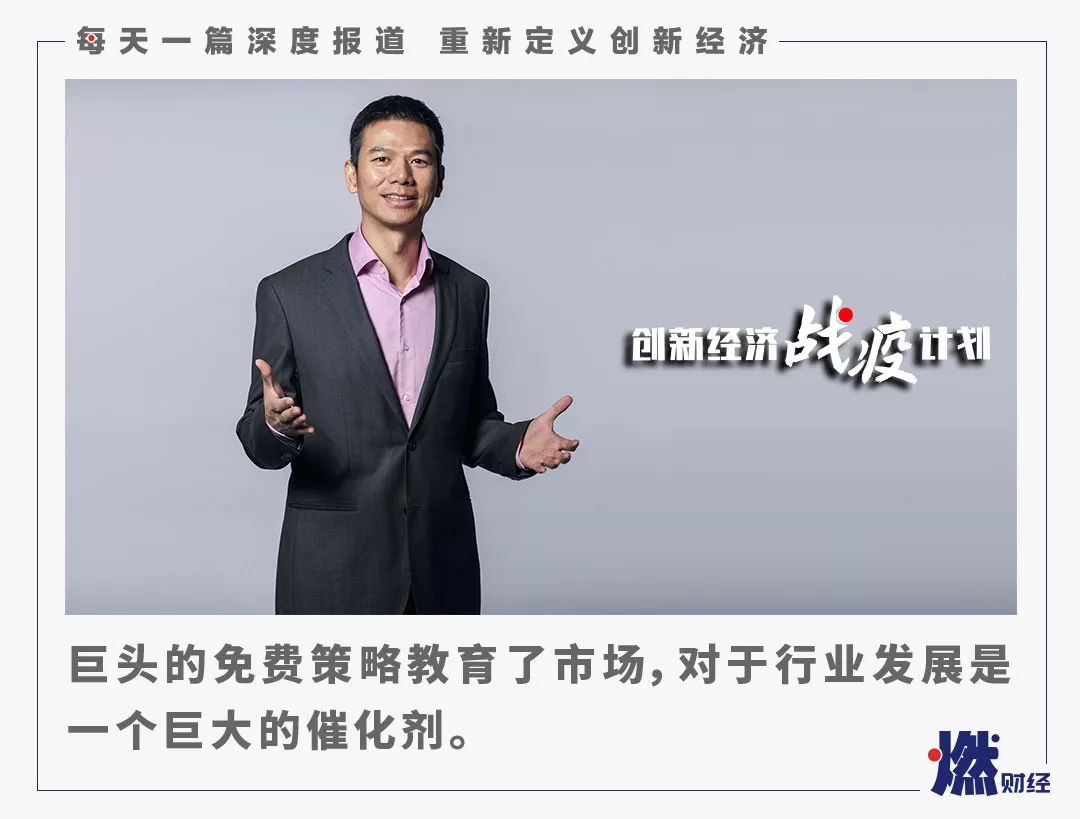 每天一篇深度报道 重新定义创新经济
创新经济战疫计划
巨头的免费策略教育了市场,对于行业发展是
一个巨大的催化剂。
燃财经